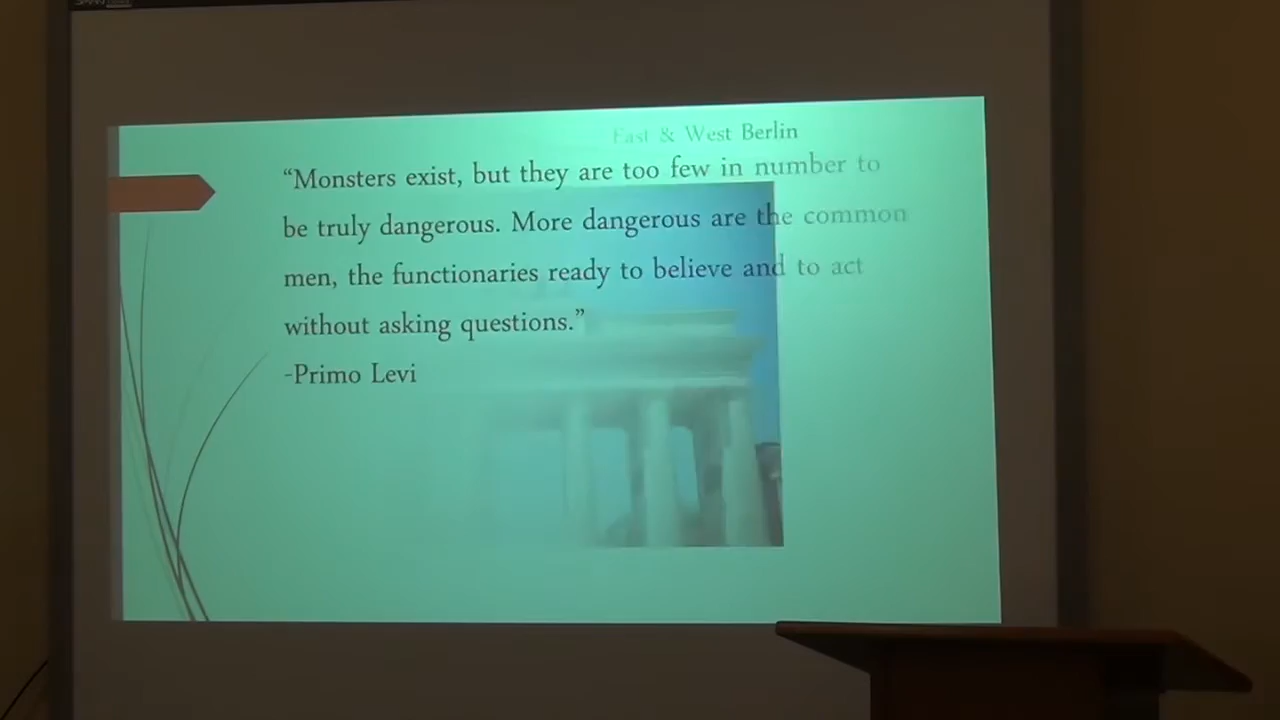 East & West Berlin
“Monsters exist, but they are too few in number to
be truly dangerous. More dangerous are the common
men, the functionaries ready to believe and to act
without asking questions.”
-Primo Levi